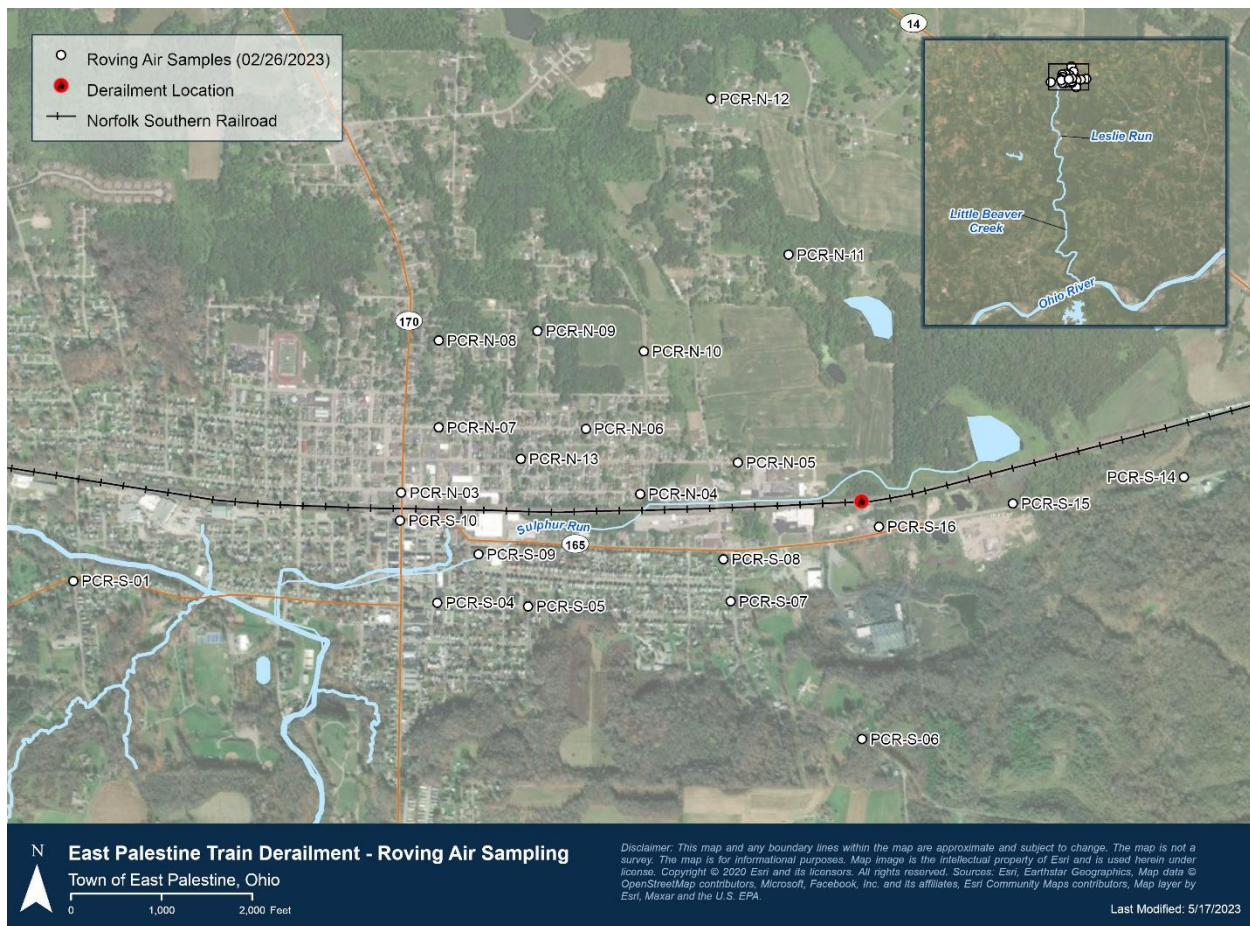 Roving Air Samples (02/26/2023)
Derailment Location
Norfolk Southern Railroad
14
Leslie Run
Little Beaver
Creek
Ohio River
PCR-N-12
PCR-N-11
170
PCR-N-09
PCR-N-08
PCR-N-10
PCR-N-07
PCR-N-06
PCR-N-13
PCR-N-05
PCR-S-14
PCR-N-03
PCR-N-04
PCR-S-15
PCR-S-10
Sulphur Run
PCR-S-16
165
PCR-S-09
PCR-S-08
PCR-S-01
PCR-S-04
PCR-S-05
PCR-S-07
PCR-S-06
N
East Palestine Train Derailment - Roving Air Sampling
Town of East Palestine, Ohio
0 1,000 2,000 Feet
Disclaimer: This map and any boundary lines within the map are approximate and subject to change. The map is not a
survey. The map is for informational purposes. Map image is the intellectual property of Esri and is used herein under
license. Copyright © 2020 Esri and its licensors. All rights reserved. Sources: Esri, Earthstar Geographics, Map data ©
OpenStreetMap contributors, Microsoft, Facebook, Inc. and its affiliates, Esri Community Maps contributors, Map layer by
Esri, Maxar and the U.S. EPA.
Last Modified: 5/17/2023